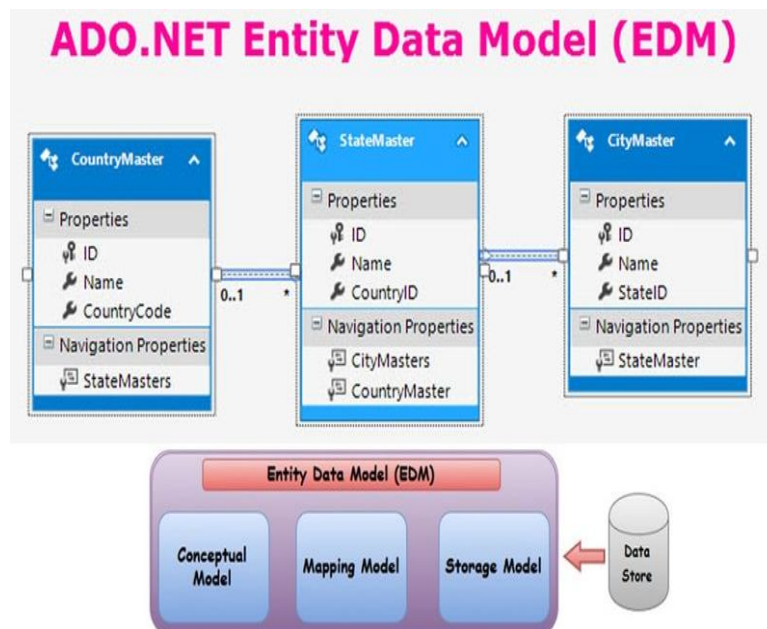 ADO.NET Entity Data Model (EDM)
CountryMaster
Properties
ID
Name
CountryCode
Navigation Properties
StateMasters
0..1
*
StateMaster
Properties
ID
Name
CountryID
Navigation Properties
CityMasters
CountryMaster
0..1
*
CityMaster
Properties
ID
Name
StateID
Navigation Properties
StateMaster
Entity Data Model (EDM)
Conceptual
Model
Mapping Model
Storage Model
Data
Store